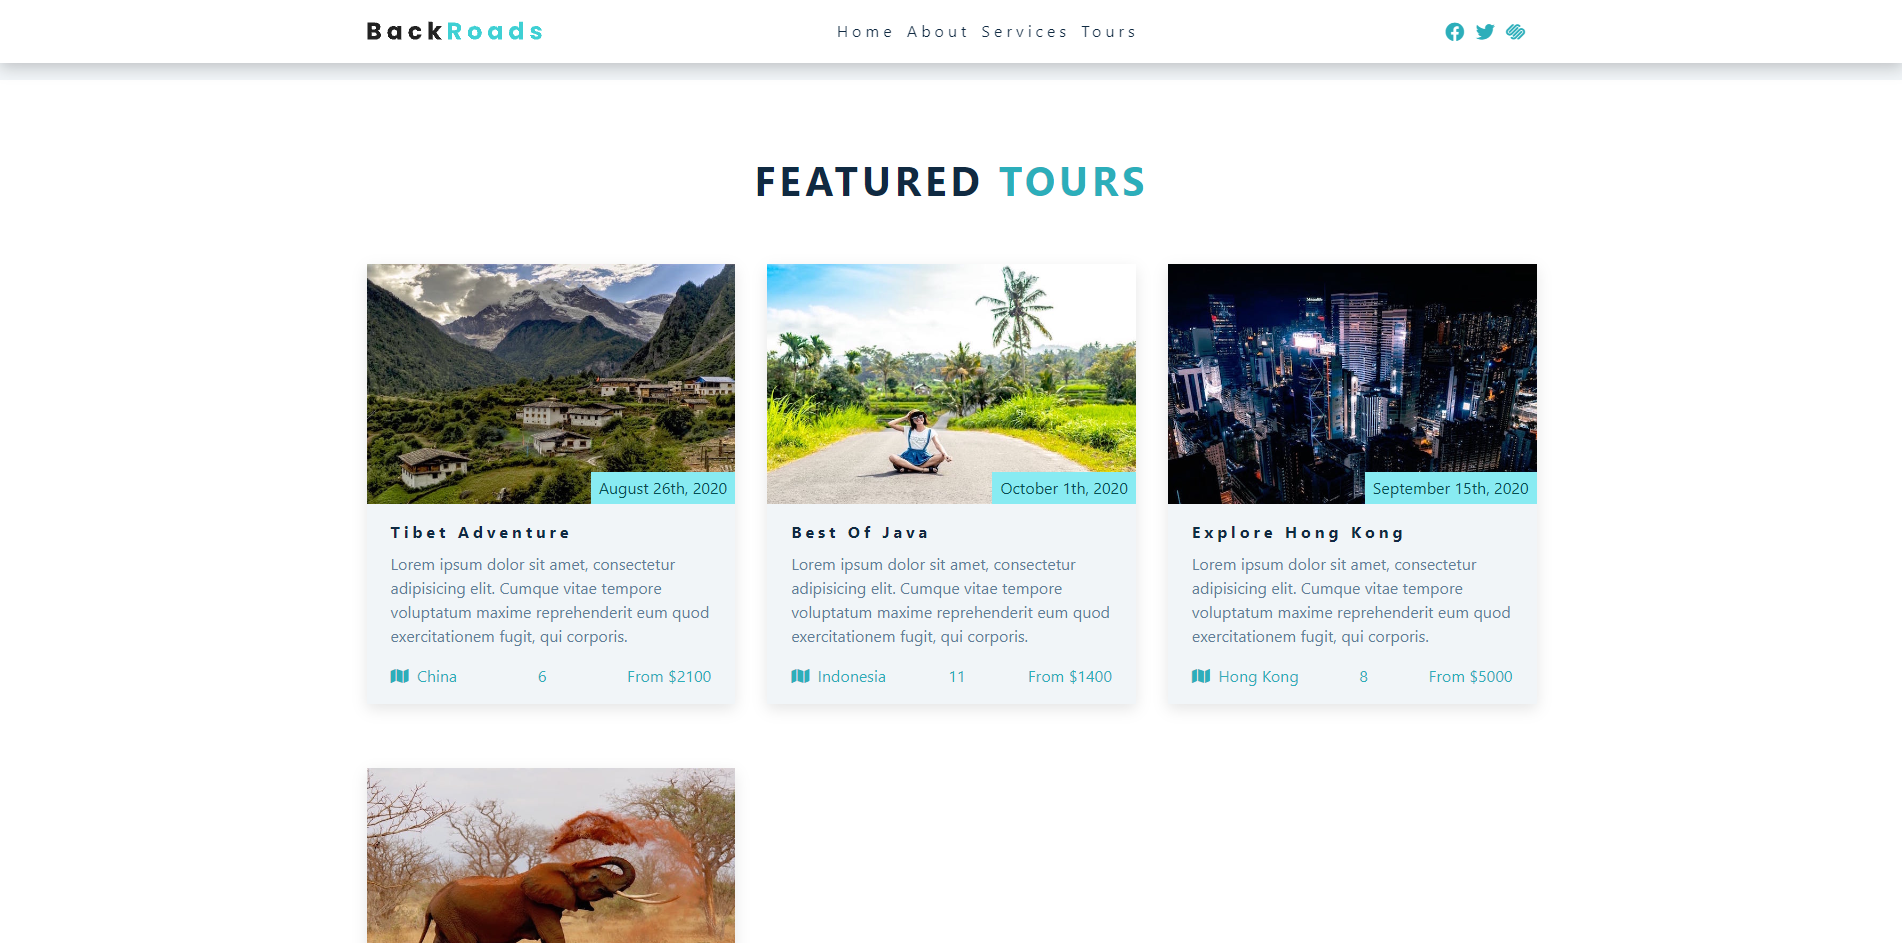 BackRoads
Home About Services Tours
FEATURED TOURS
August 26th, 2020
Tibet Adventure
Lorem ipsum dolor sit amet, consectetur
adipisicing elit. Cumque vitae tempore
voluptatum maxime reprehenderit eum quod
exercitationem fugit, qui corporis.
China 6 From $2100
October 1th, 2020
Best Of Java
Lorem ipsum dolor sit amet, consectetur
adipisicing elit. Cumque vitae tempore
voluptatum maxime reprehenderit eum quod
exercitationem fugit, qui corporis.
Indonesia 11 From $1400
September 15th, 2020
Explore Hong Kong
Lorem ipsum dolor sit amet, consectetur
adipisicing elit. Cumque vitae tempore
voluptatum maxime reprehenderit eum quod
exercitationem fugit, qui corporis.
Hong Kong 8 From $5000